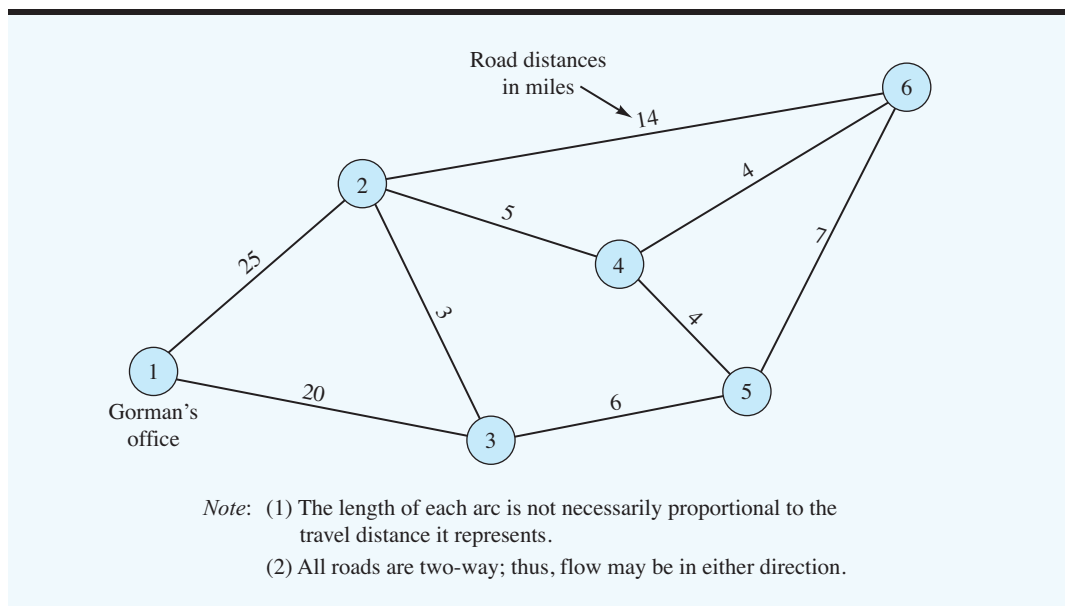 Road distances
in miles
6
14
2
4
5
7
25
4
3
4
1
20
6
5
Gorman's
office
3
Note: (1) The length of each arc is not necessarily proportional to the
travel distance it represents.
(2) All roads are two-way; thus, flow may be in either direction.